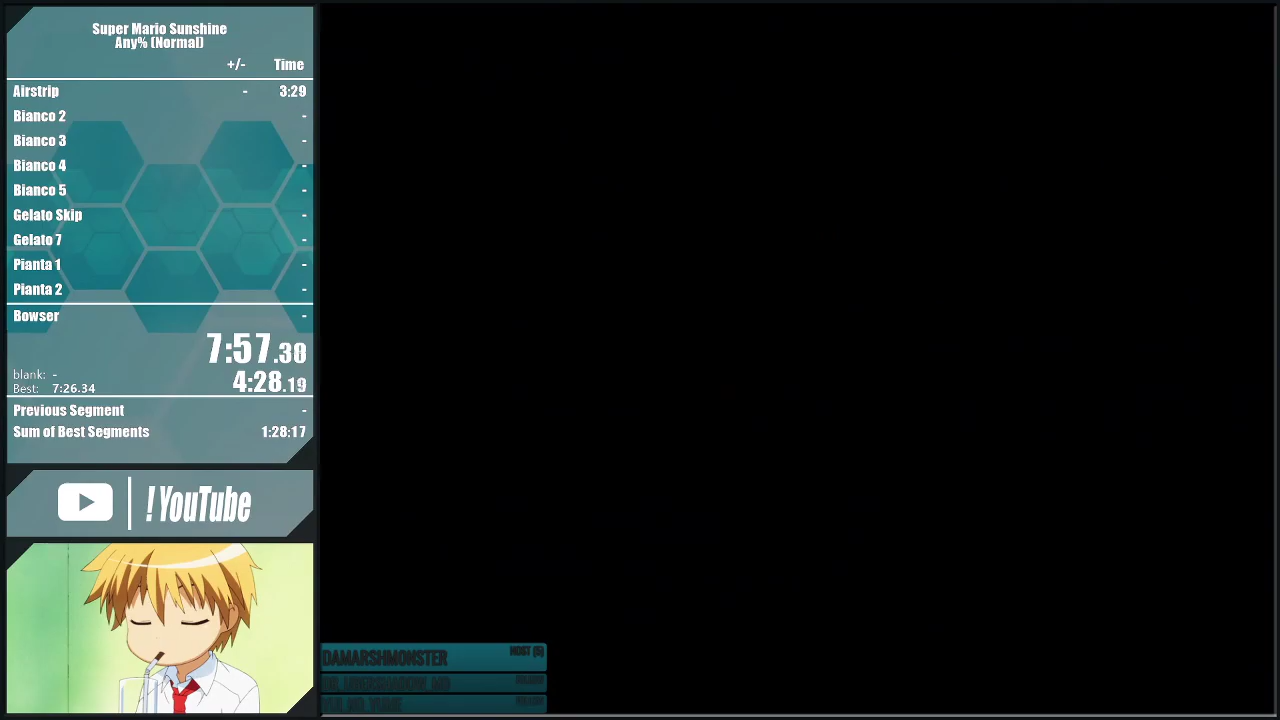 Super Mario Sunshine
Any% (Normal)
+/- Time
Airstrip - 3:29
Bianco 2 -
Bianco 3 -
Bianco 4 -
Bianco 5 -
Gelato Skip -
Gelato 7 -
Pianta 1 -
Pianta 2 -
Bowser -
7:57.38
blank: -
4:28.19
Best: 7:26.34
Previous Segment -
Sum of Best Segments 1:28:17
!YouTube
DAMARSHMONSTER HOST (5)